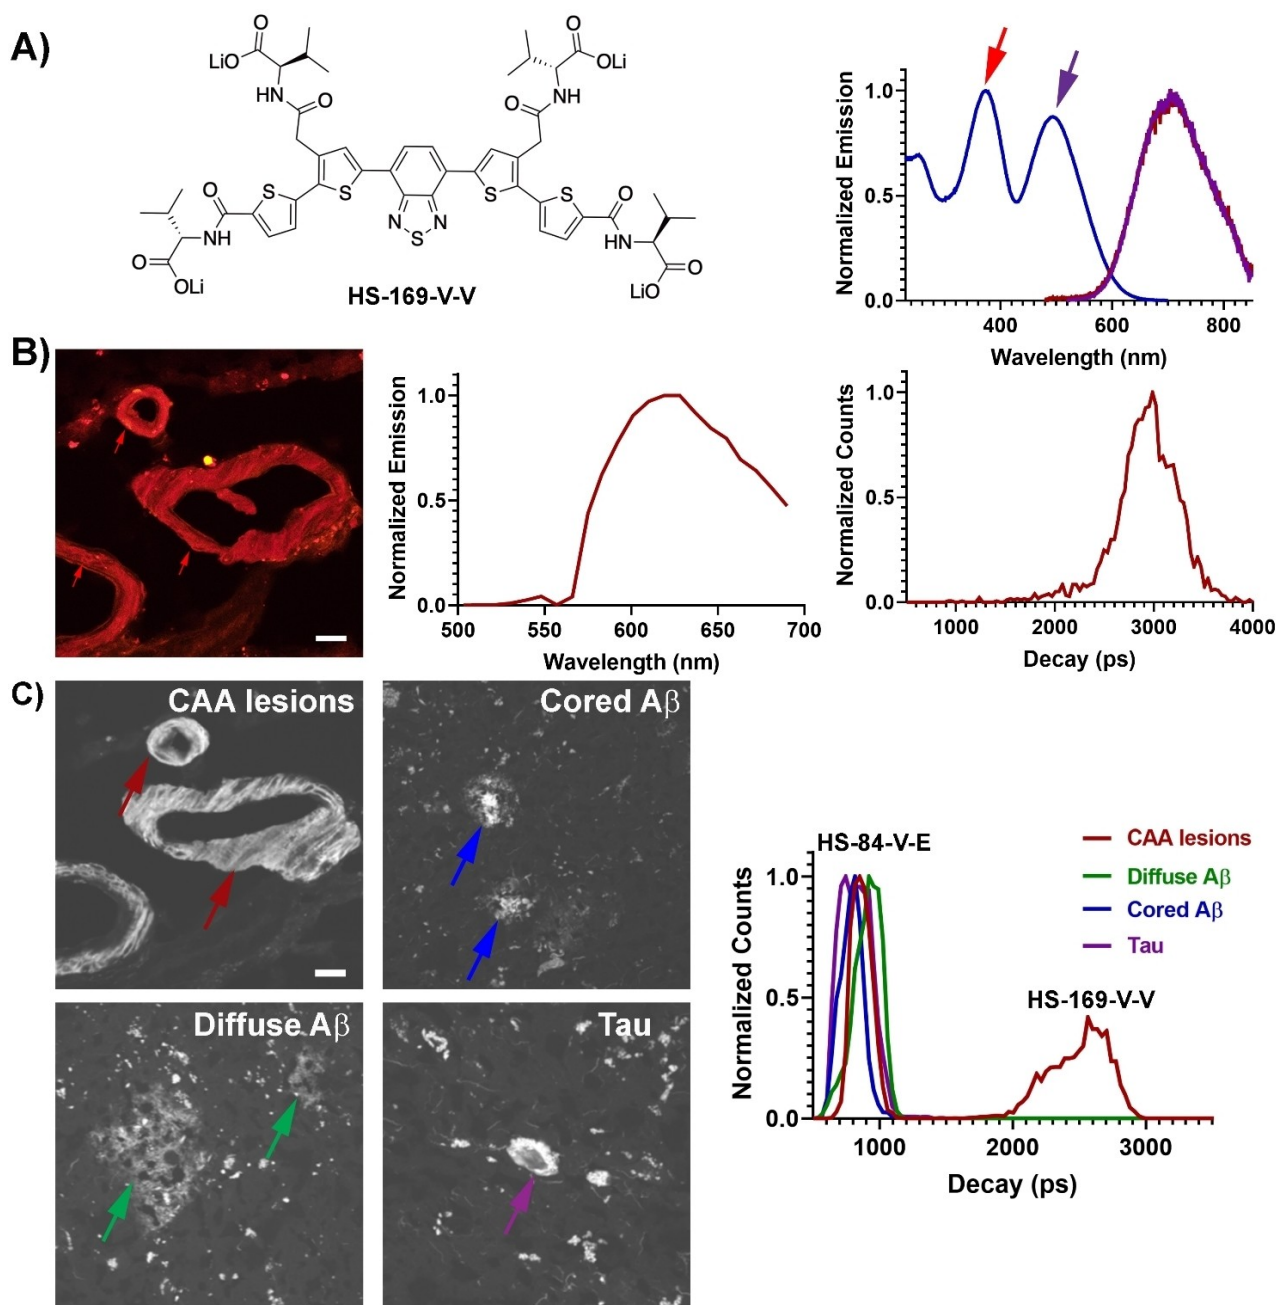 A)
O
LiO
HN
O
O
OLi
NH
O
S
S
S
S
N
N
S
O
N
H
O
OLi
O
HN
O
LiO
HS-169-V-V
Normalized Emission
1.0
0.5
0.0
400
600
800
Wavelength (nm)
B)
Normalized Emission
1.0
0.5
0.0
500
550
600
650
700
Wavelength (nm)
Normalized Counts
1.0
0.5
0.0
1000
2000
3000
4000
Decay (ps)
C)
CAA lesions
Cored Aβ
Diffuse Aβ
Tau
HS-84-V-E
CAA lesions
Diffuse Aβ
Cored Aβ
Tau
HS-169-V-V
Normalized Counts
1.0
0.5
0.0
1000
2000
3000
Decay (ps)